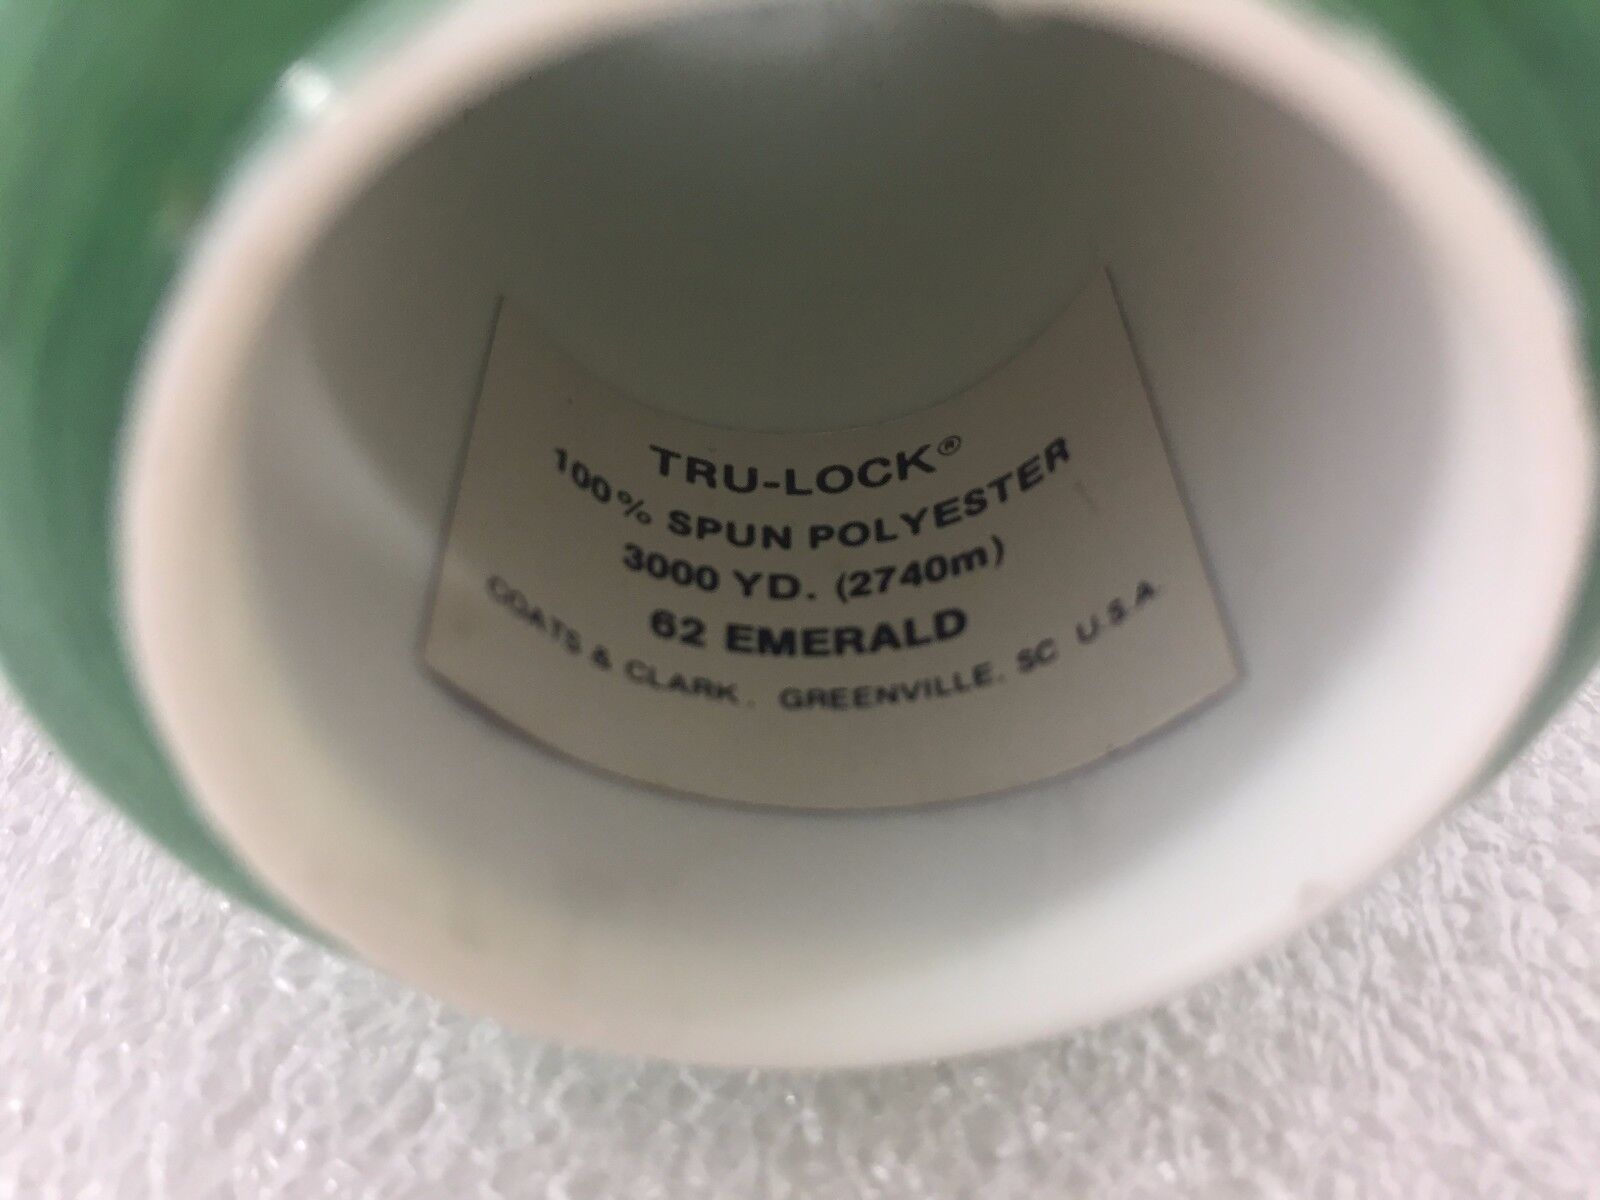 TRU-LOCK®
100% SPUN POLYESTER
3000 YD. (2740m)
62 EMERALD
COATS & CLARK. GREENVILLE, SC U.S.A.